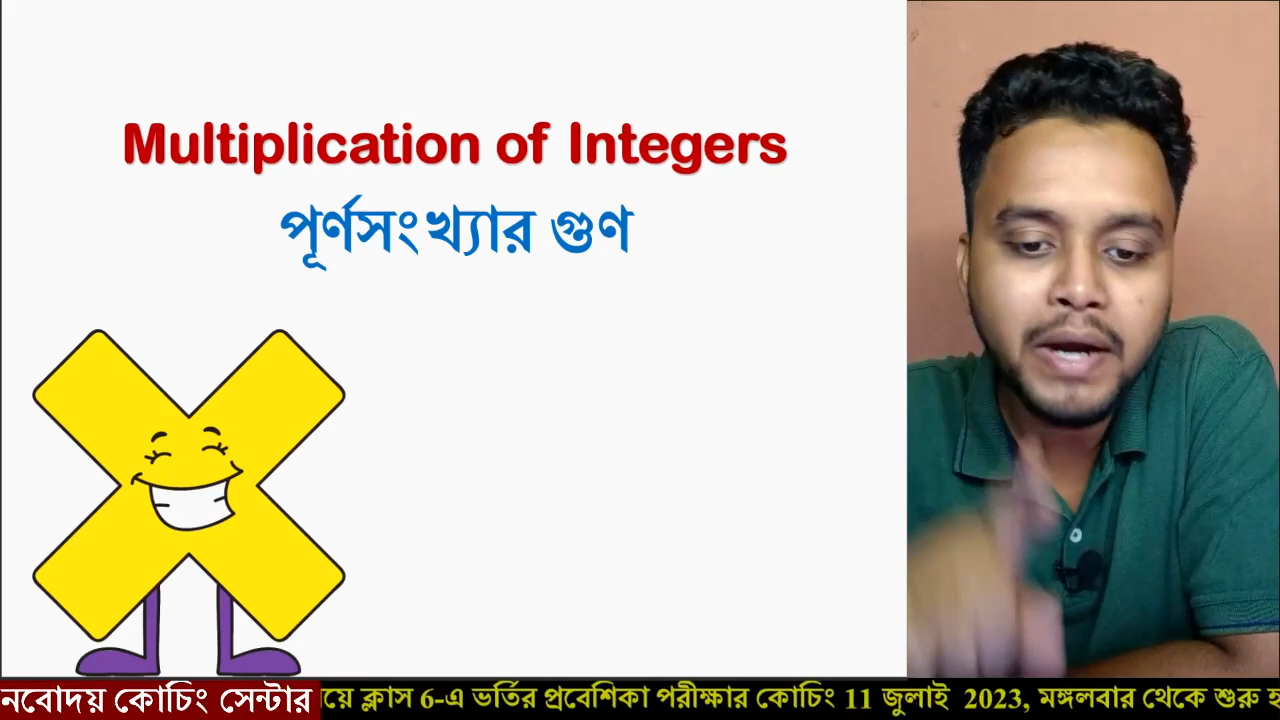 Multiplication of Integers
পূর্ণসংখ্যার গুণ
নবোদয় কোচিং সেন্টার য়ে ক্লাস 6-এ ভর্তির প্রবেশিকা পরীক্ষার কোচিং 11 জুলাই 2023, মঙ্গলবার থেকে শুরু হ